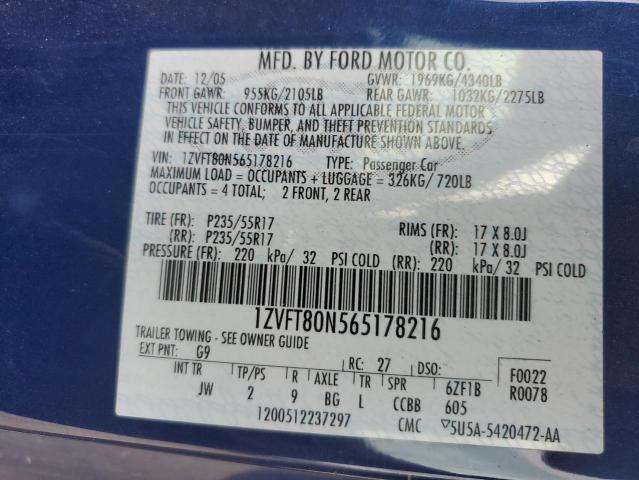 MFD. BY FORD MOTOR CO.
DATE: 12/05 GVWR: 1969KG/4340LB
FRONT GAWR: 955KG/2105LB REAR GAWR: 1032KG/2275LB
THIS VEHICLE CONFORMS TO ALL APPLICABLE FEDERAL MOTOR
VEHICLE SAFETY, BUMPER, AND THEFT PREVENTION STANDARDS
IN EFFECT ON THE DATE OF MANUFACTURE SHOWN ABOVE.
VIN: 1ZVFT80N565178216 TYPE: Passenger Car
MAXIMUM LOAD = OCCUPANTS + LUGGAGE = 326KG/720LB
OCCUPANTS = 4 TOTAL; 2 FRONT, 2 REAR
TIRE (FR): P235/55R17 RIMS (FR): 17 X 8.0J
(RR): P235/55R17 (RR): 17 X 8.0J
PRESSURE (FR): 220 kPa/ 32 PSI COLD (RR): 220 kPa/ 32 PSI COLD
1ZVFT80N565178216
TRAILER TOWING - SEE OWNER GUIDE
EXT PNT: G9 RC: 27 DSO: F0022
INT TR TP/PS R AXLE TR SPR 6ZF1B R0078
JW 2 9 BG L CCBB 605
1200512237297 CMC 5U5A-5420472-AA